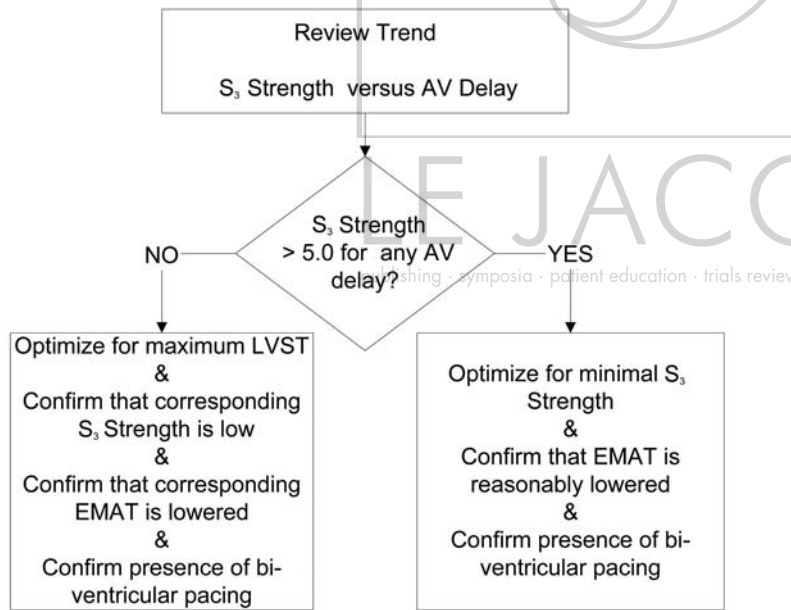 Review Trend
S₃ Strength versus AV Delay
LE JACQ
S₃ Strength
> 5.0 for any AV
delay?
NO
YES
publishing · symposia · patient education · trials review
Optimize for maximum LVST
&
Confirm that corresponding
S₃ Strength is low
&
Confirm that corresponding
EMAT is lowered
&
Confirm presence of bi-
ventricular pacing
Optimize for minimal S₃
Strength
&
Confirm that EMAT is
reasonably lowered
&
Confirm presence of bi-
ventricular pacing